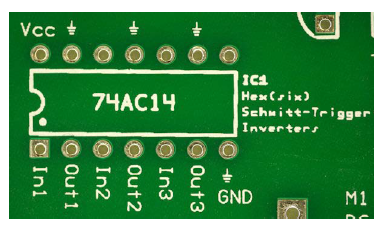 Vcc
74AC14
IC1
Hex(six)
Schmitt-Trigger
Inverters
In1
Out1
In2
Out2
In3
Out3
GND
M1